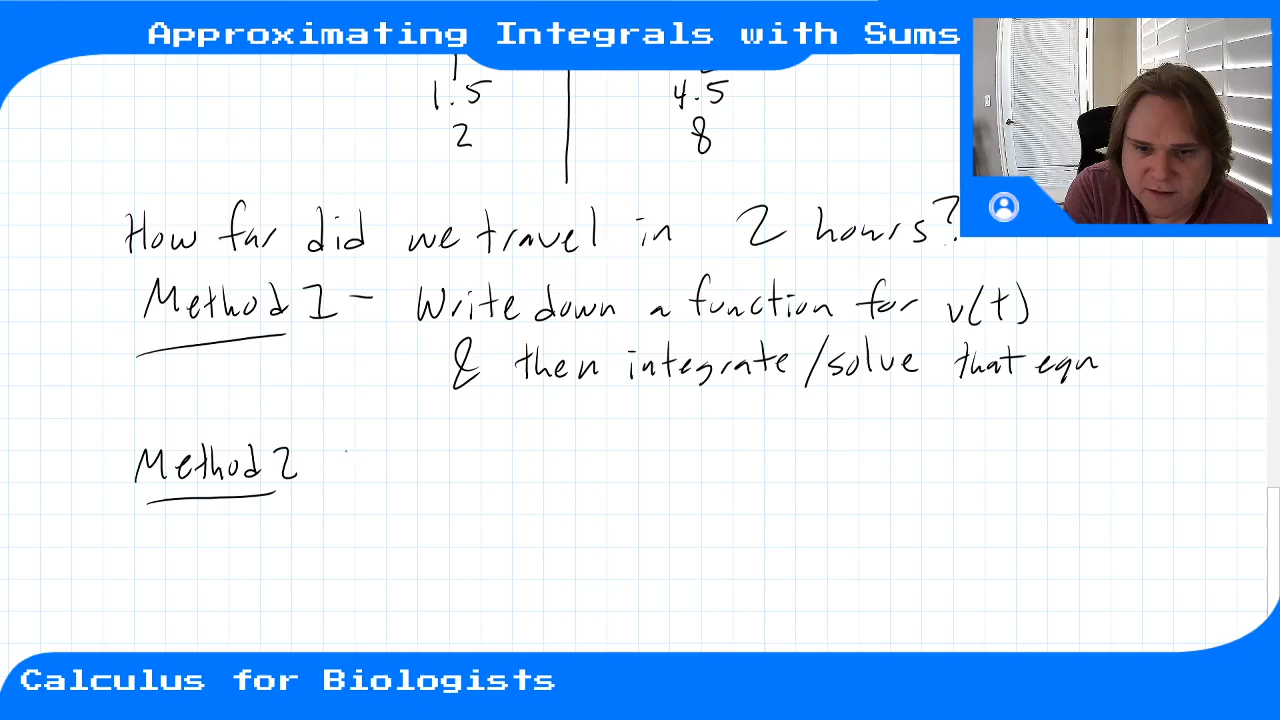 Approximating Integrals with Sums
1.5 4.5
2 8
How far did we travel in 2 hours?
Method 1 - Write down a function for v(t)
& then integrate/solve that eqn
Method 2
Calculus for Biologists